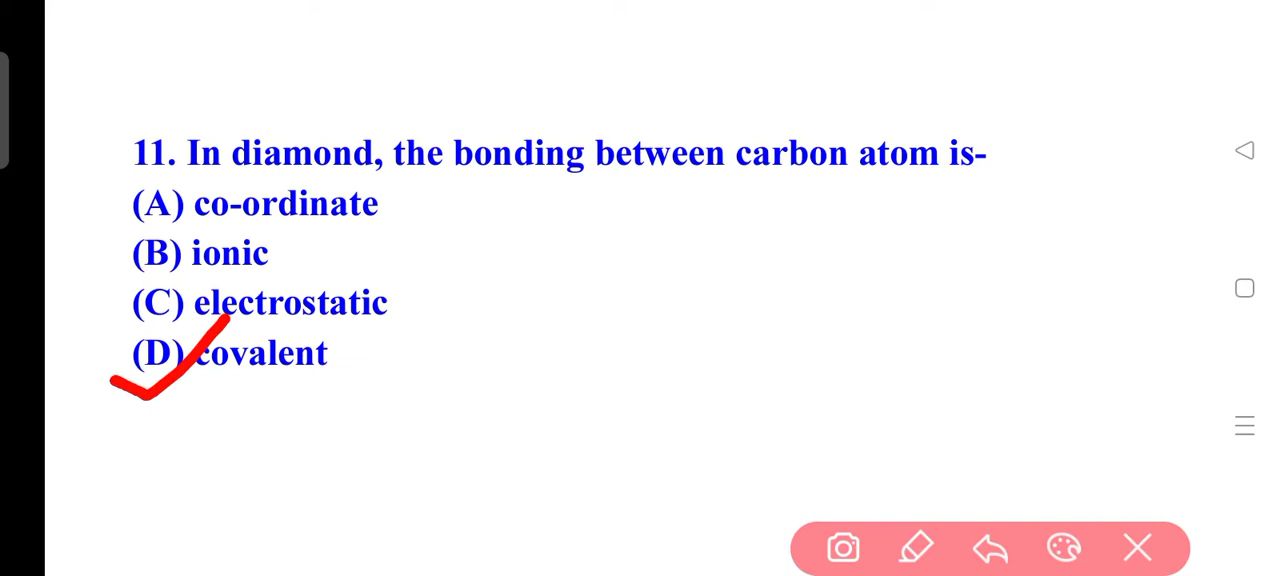 11. In diamond, the bonding between carbon atom is-
(A) co-ordinate
(B) ionic
(C) electrostatic
(D) covalent